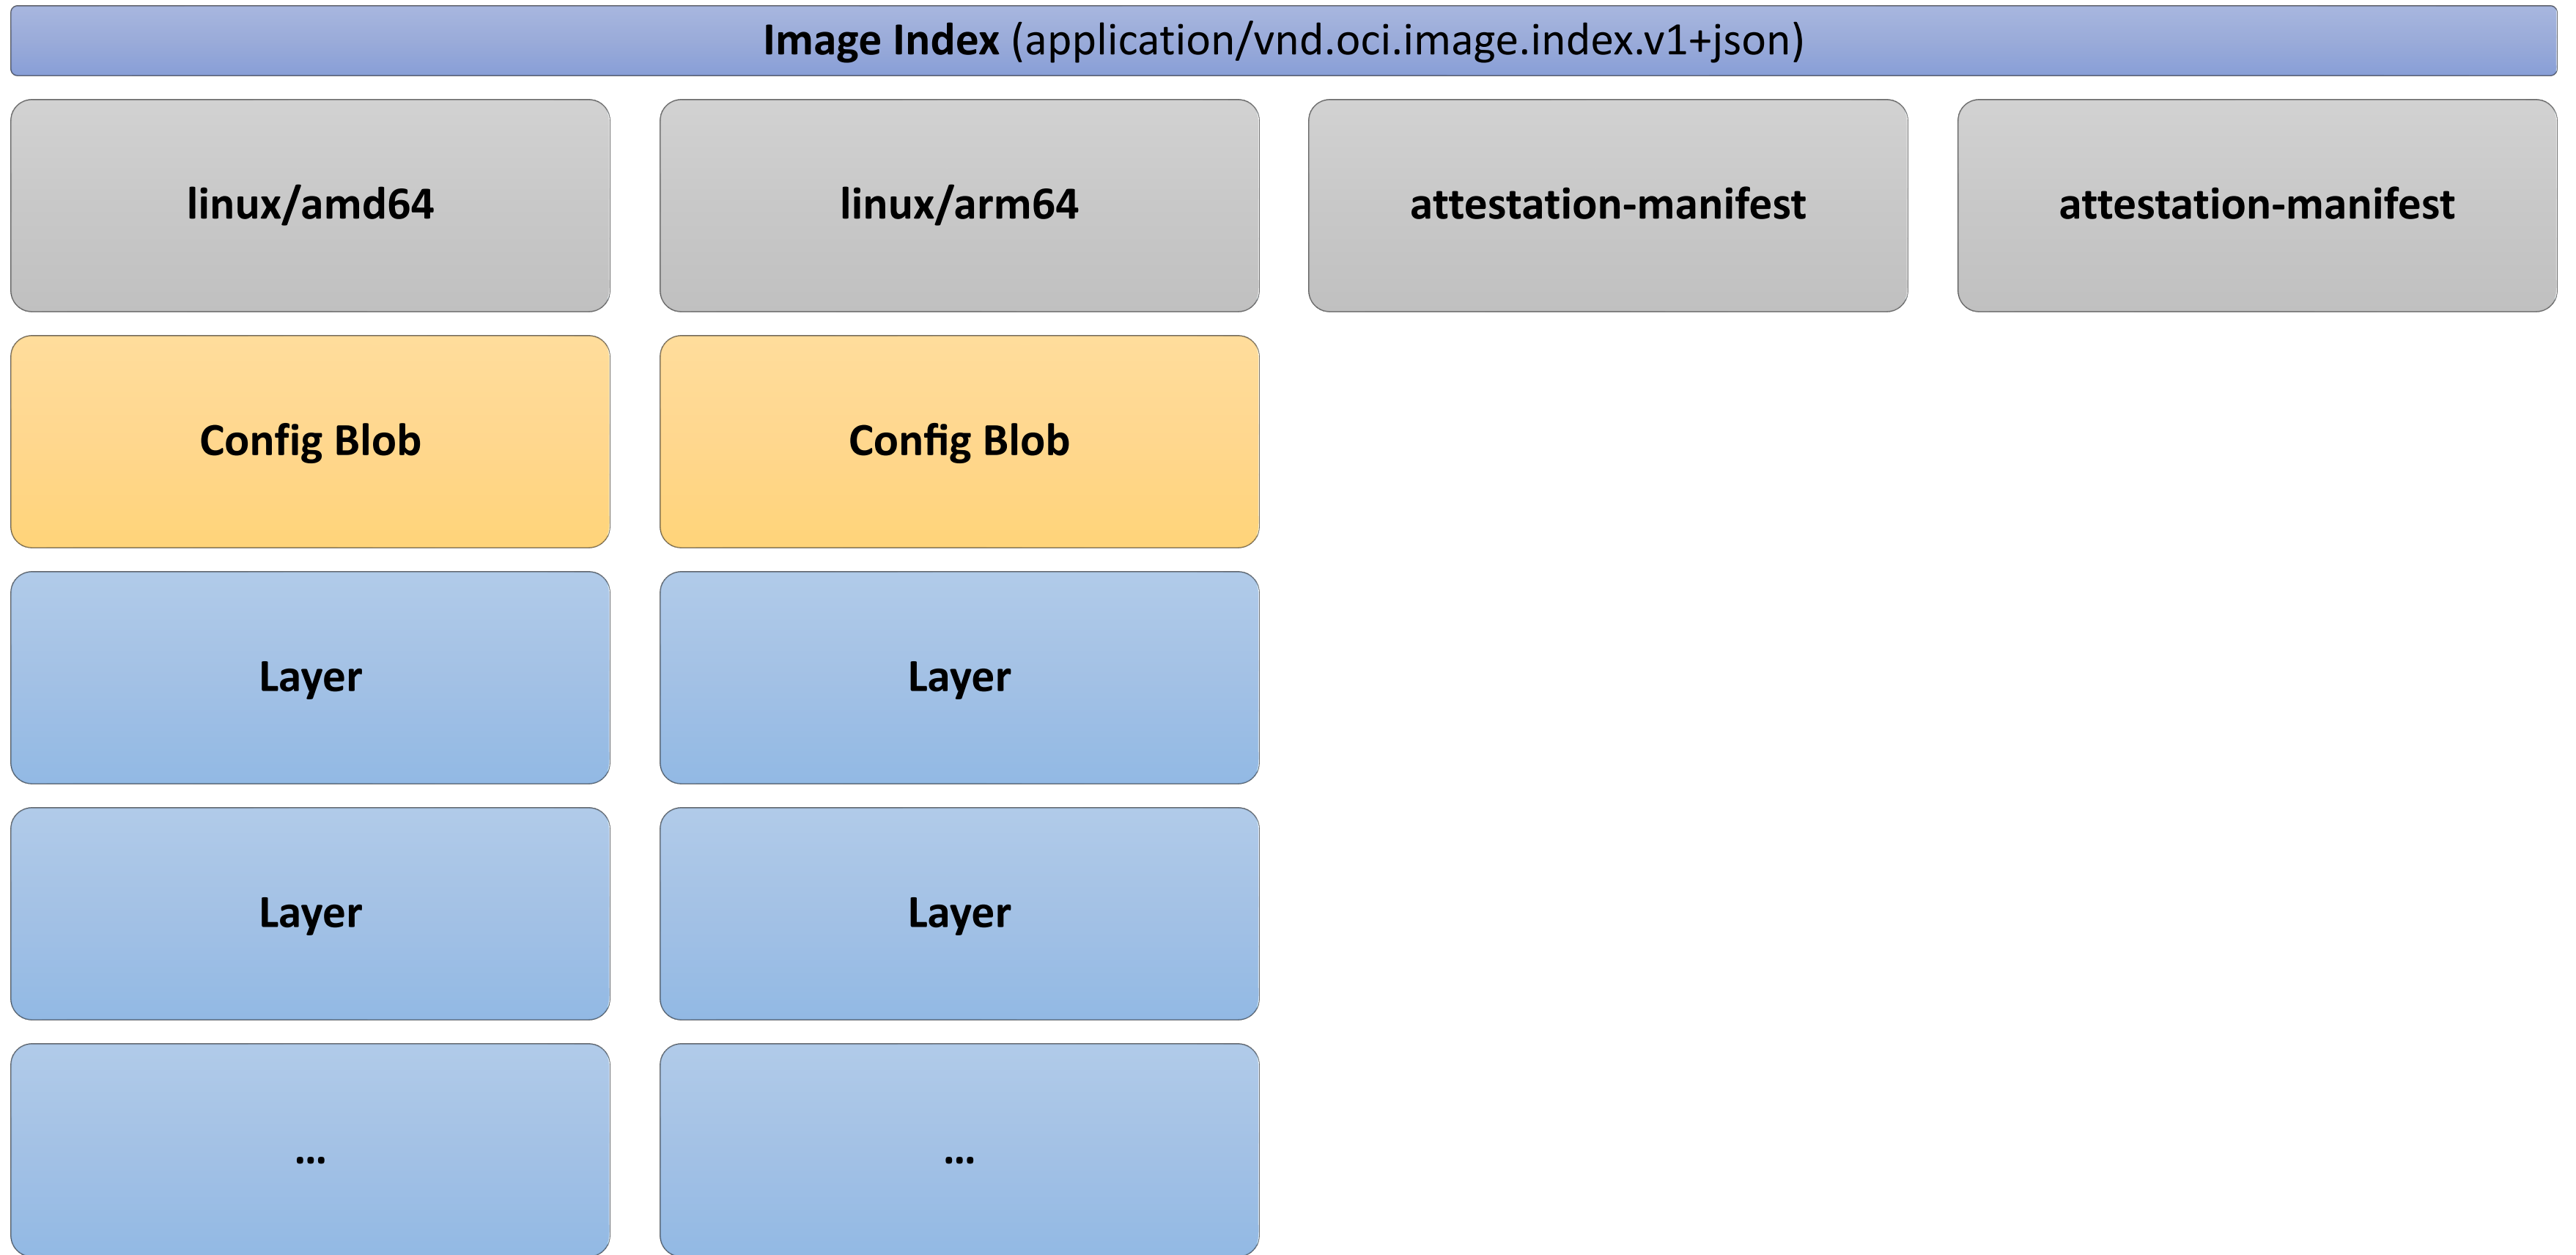 Image Index (application/vnd.oci.image.index.v1+json)
linux/amd64
linux/arm64
attestation-manifest
attestation-manifest
Config Blob
Config Blob
Layer
Layer
Layer
Layer
...
...